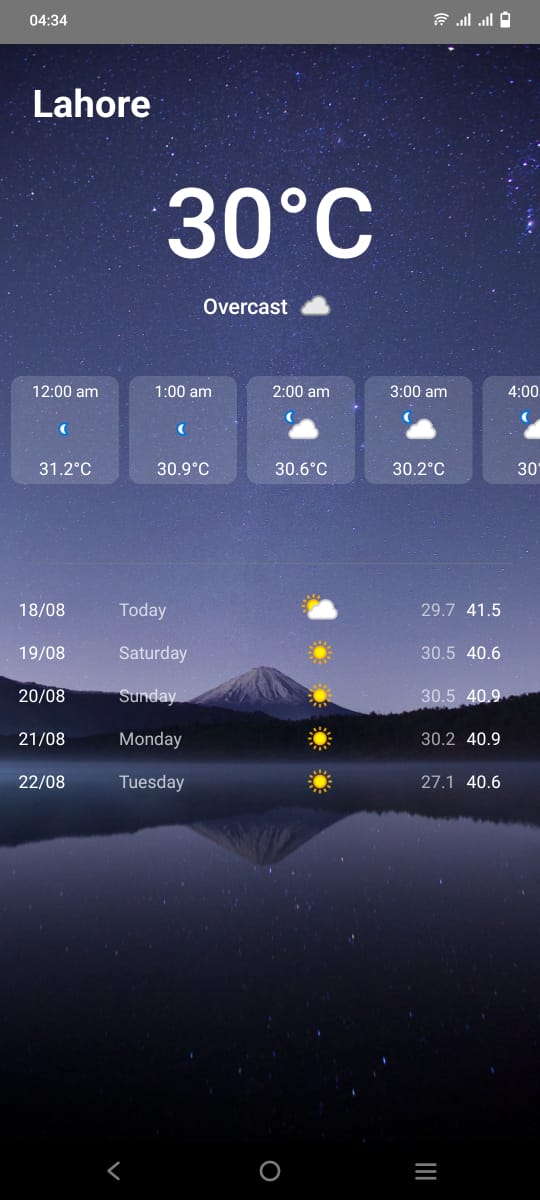 04:34
Lahore
30°C
Overcast
12:00 am 1:00 am 2:00 am 3:00 am 4:00
31.2°C 30.9°C 30.6°C 30.2°C 30°
18/08 Today 29.7 41.5
19/08 Saturday 30.5 40.6
20/08 Sunday 30.5 40.9
21/08 Monday 30.2 40.9
22/08 Tuesday 27.1 40.6